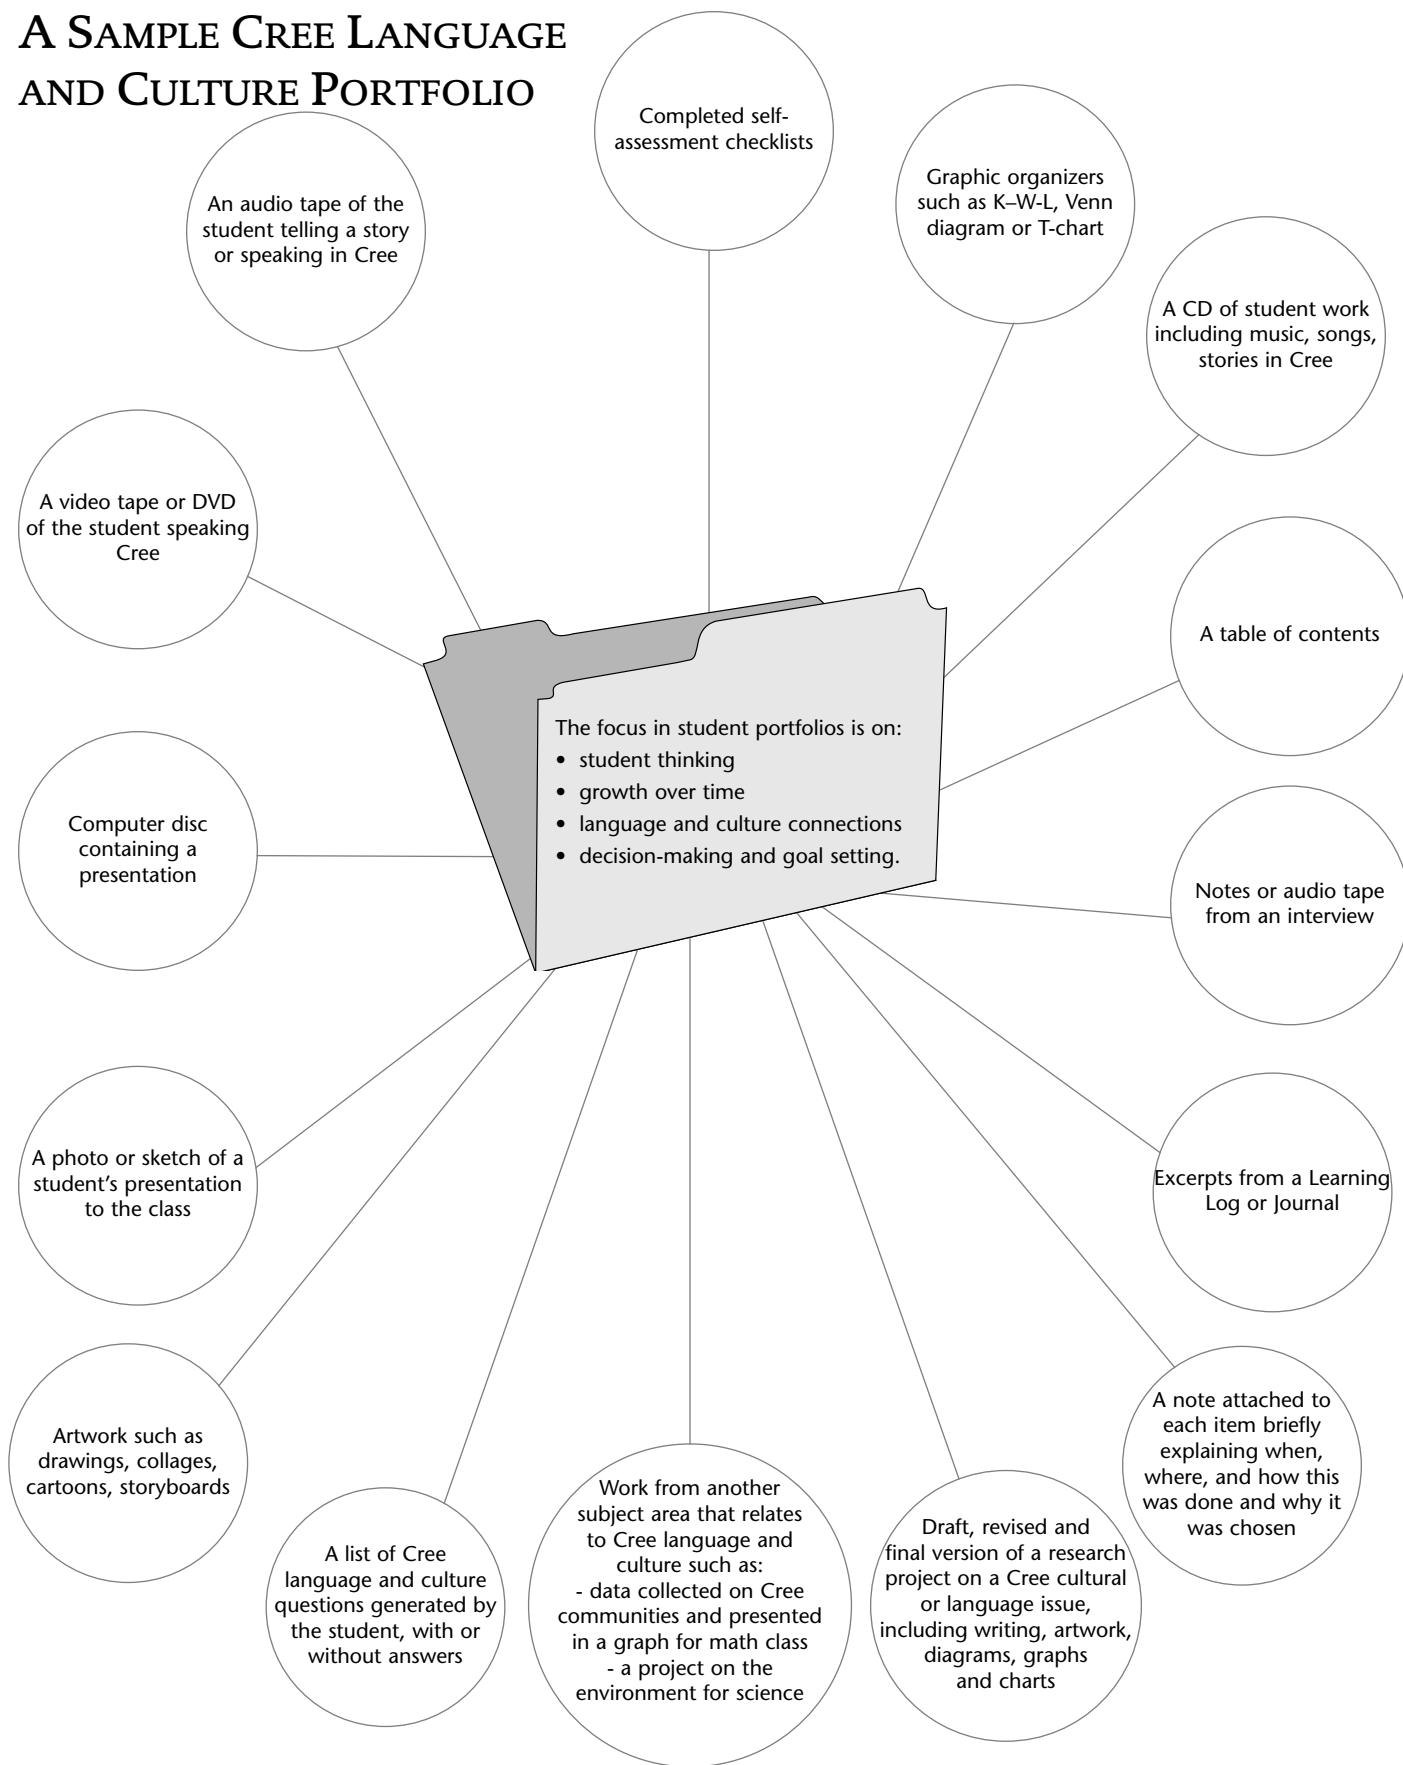 A Sample Cree Language
and Culture Portfolio
Completed self-
assessment checklists
Graphic organizers
such as K–W-L, Venn
diagram or T-chart
An audio tape of the
student telling a story
or speaking in Cree
A CD of student work
including music, songs,
stories in Cree
A video tape or DVD
of the student speaking
Cree
A table of contents
The focus in student portfolios is on:
• student thinking
• growth over time
• language and culture connections
• decision-making and goal setting.
Computer disc
containing a
presentation
Notes or audio tape
from an interview
A photo or sketch of a
student’s presentation
to the class
Excerpts from a Learning
Log or Journal
Artwork such as
drawings, collages,
cartoons, storyboards
A note attached to
each item briefly
explaining when,
where, and how this
was done and why it
was chosen
A list of Cree
language and culture
questions generated by
the student, with or
without answers
Work from another
subject area that relates
to Cree language and
culture such as:
- data collected on Cree
communities and presented
in a graph for math class
- a project on the
environment for science
Draft, revised and
final version of a research
project on a Cree cultural
or language issue,
including writing, artwork,
diagrams, graphs
and charts